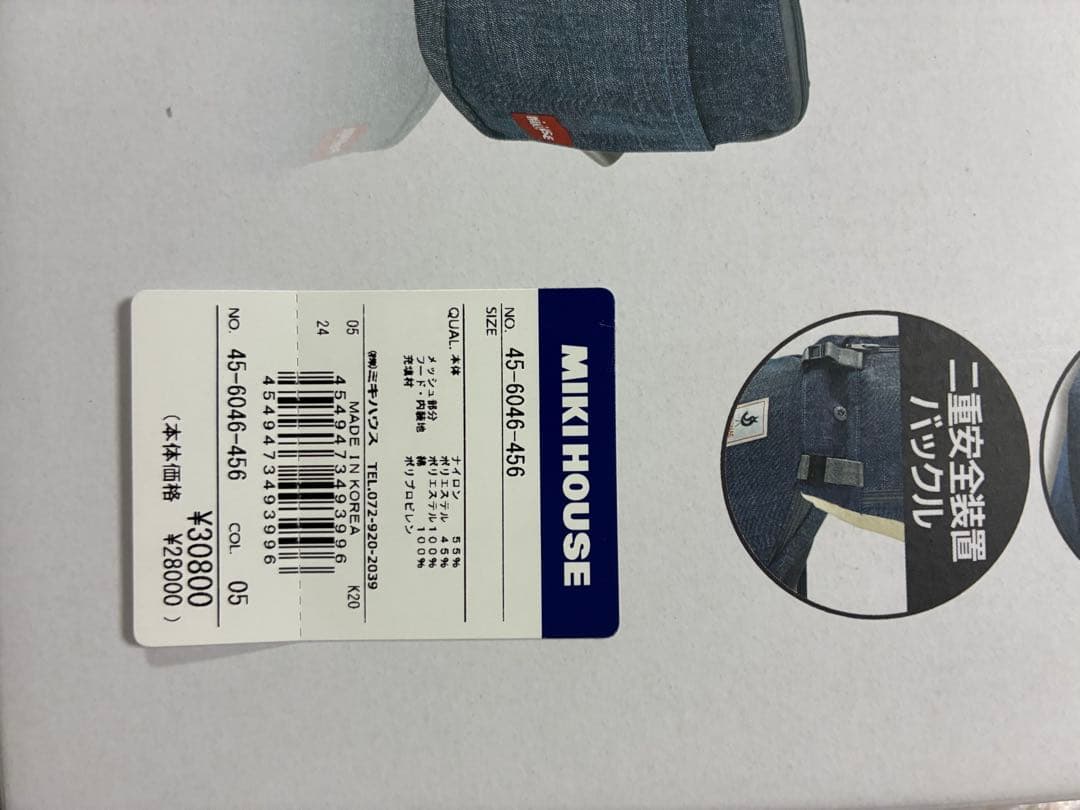 MIKI HOUSE
NO. 45-6046-456
SIZE
QUAL. 本体 ナイロン 55%
ポリエステル 45%
メッシュ部分 ポリエステル100%
フード・内装地 綿 100%
充填材 ポリプロピレン
㈱ミキハウス TEL.072-920-2039
05 MADE IN KOREA K20
24
4549473493996
4549473493996
NO. 45-6046-456 COL 05
¥30800
(本体価格 ¥28000)
二重安全装置
バックル